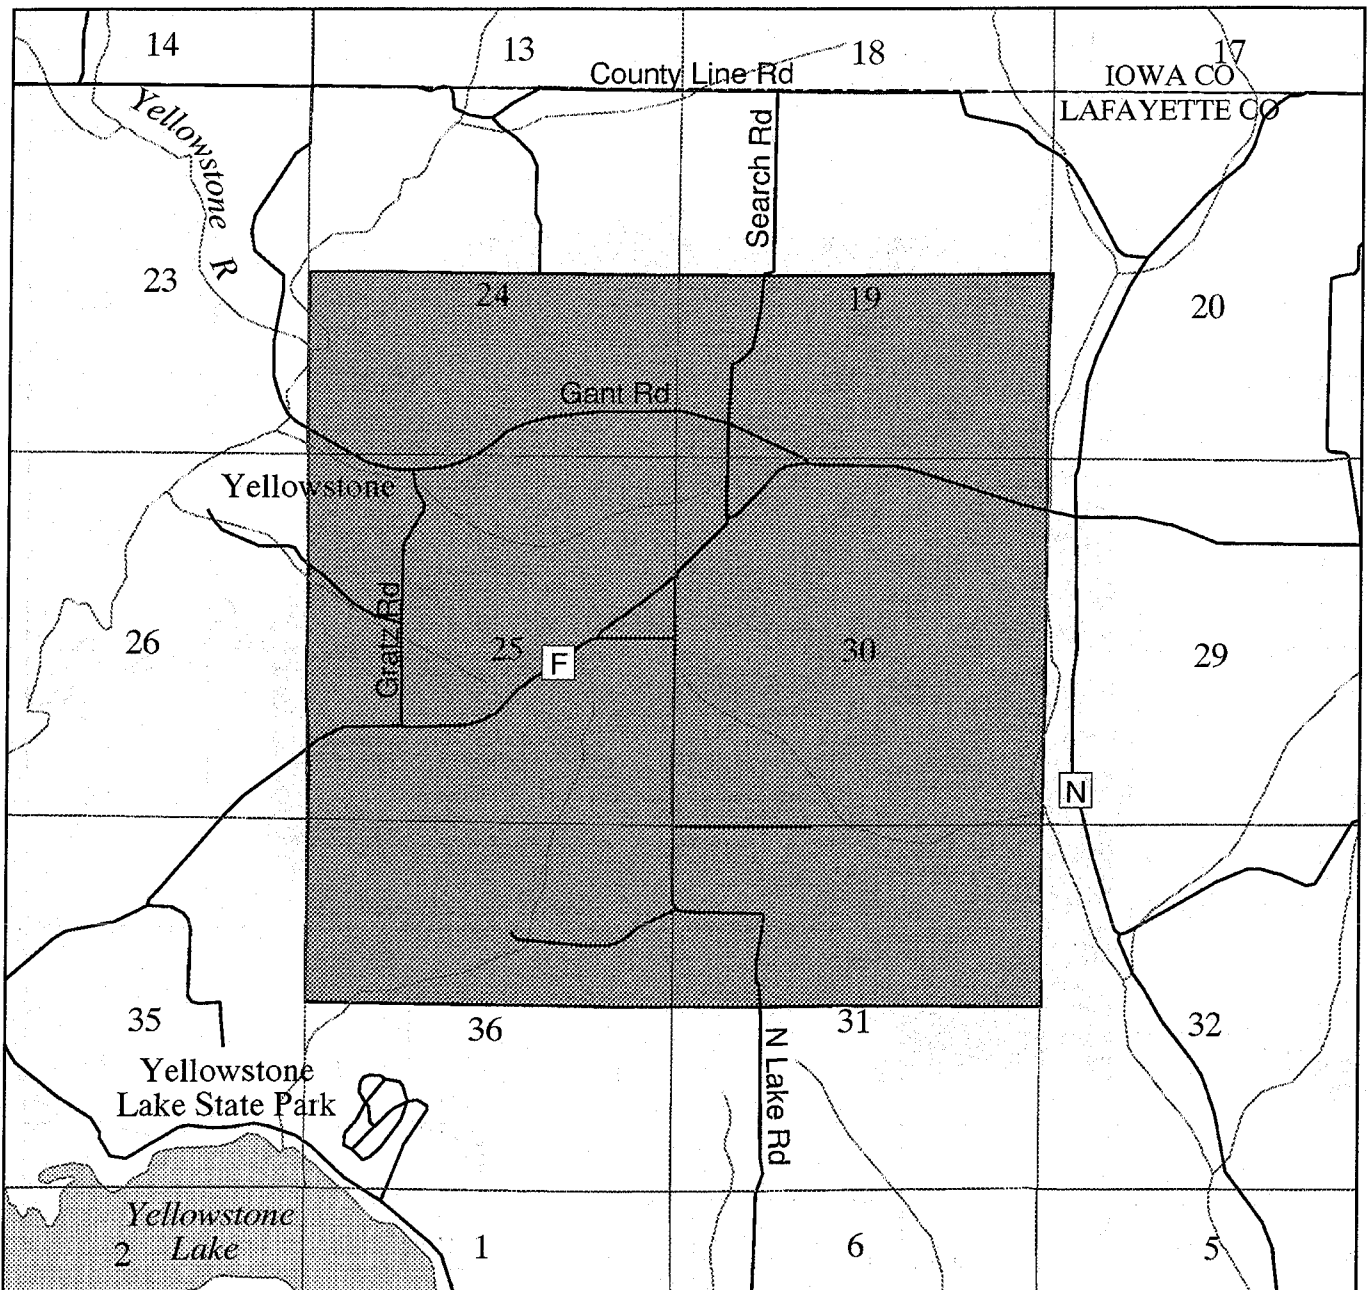 14
13
18
17
County Line Rd
IOWA CO
LAFAYETTE CO
Yellowstone R
Search Rd
23
24
19
20
Gant Rd
Yellowstone
Gratz Rd
26
25
F
30
29
N
35
36
31
32
N Lake Rd
Yellowstone
Lake State Park
Yellowstone
Lake
2
1
6
5